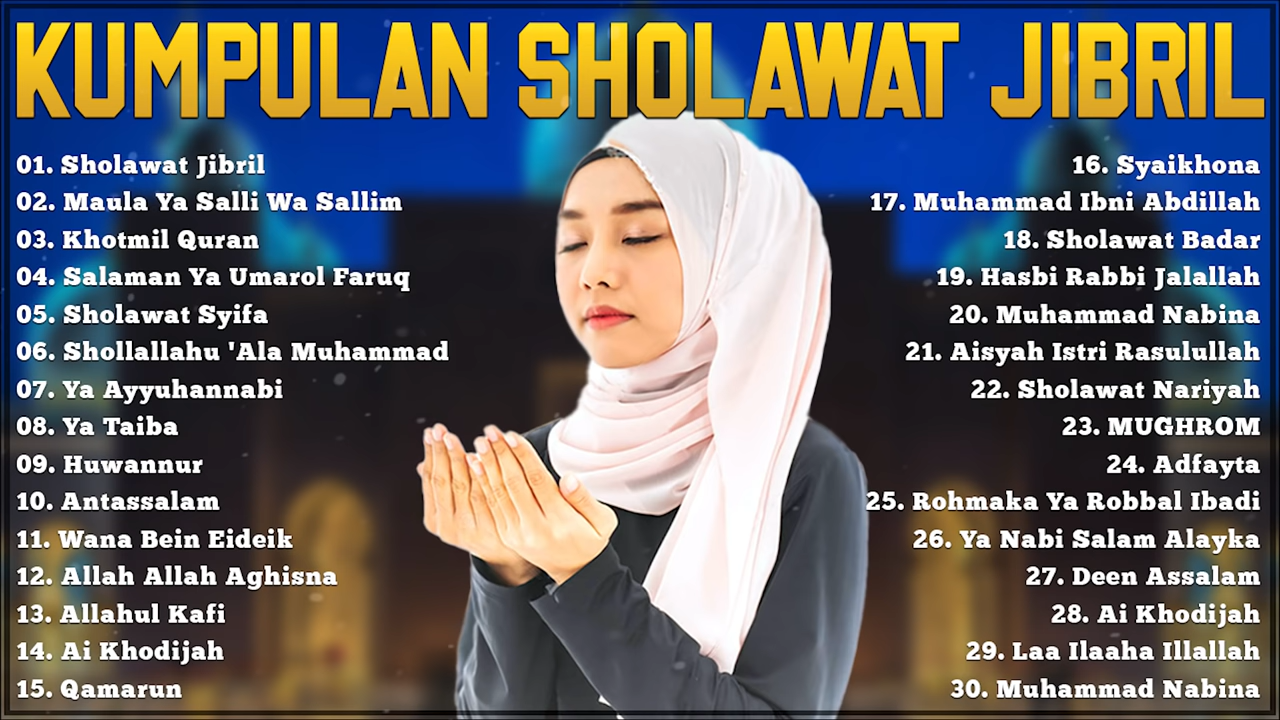 KUMPULAN SHOLAWAT JIBRIL
01. Sholawat Jibril
02. Maula Ya Salli Wa Sallim
03. Khotmil Quran
04. Salaman Ya Umarol Faruq
05. Sholawat Syifa
06. Shollallahu 'Ala Muhammad
07. Ya Ayyuhannabi
08. Ya Taiba
09. Huwannur
10. Antassalam
11. Wana Bein Eideik
12. Allah Allah Aghisna
13. Allahul Kafi
14. Ai Khodijah
15. Qamarun
16. Syaikhona
17. Muhammad Ibni Abdillah
18. Sholawat Badar
19. Hasbi Rabbi Jalallah
20. Muhammad Nabina
21. Aisyah Istri Rasulullah
22. Sholawat Nariyah
23. MUGHROM
24. Adfayta
25. Rohmaka Ya Robbal Ibadi
26. Ya Nabi Salam Alayka
27. Deen Assalam
28. Ai Khodijah
29. Laa Ilaaha Illallah
30. Muhammad Nabina